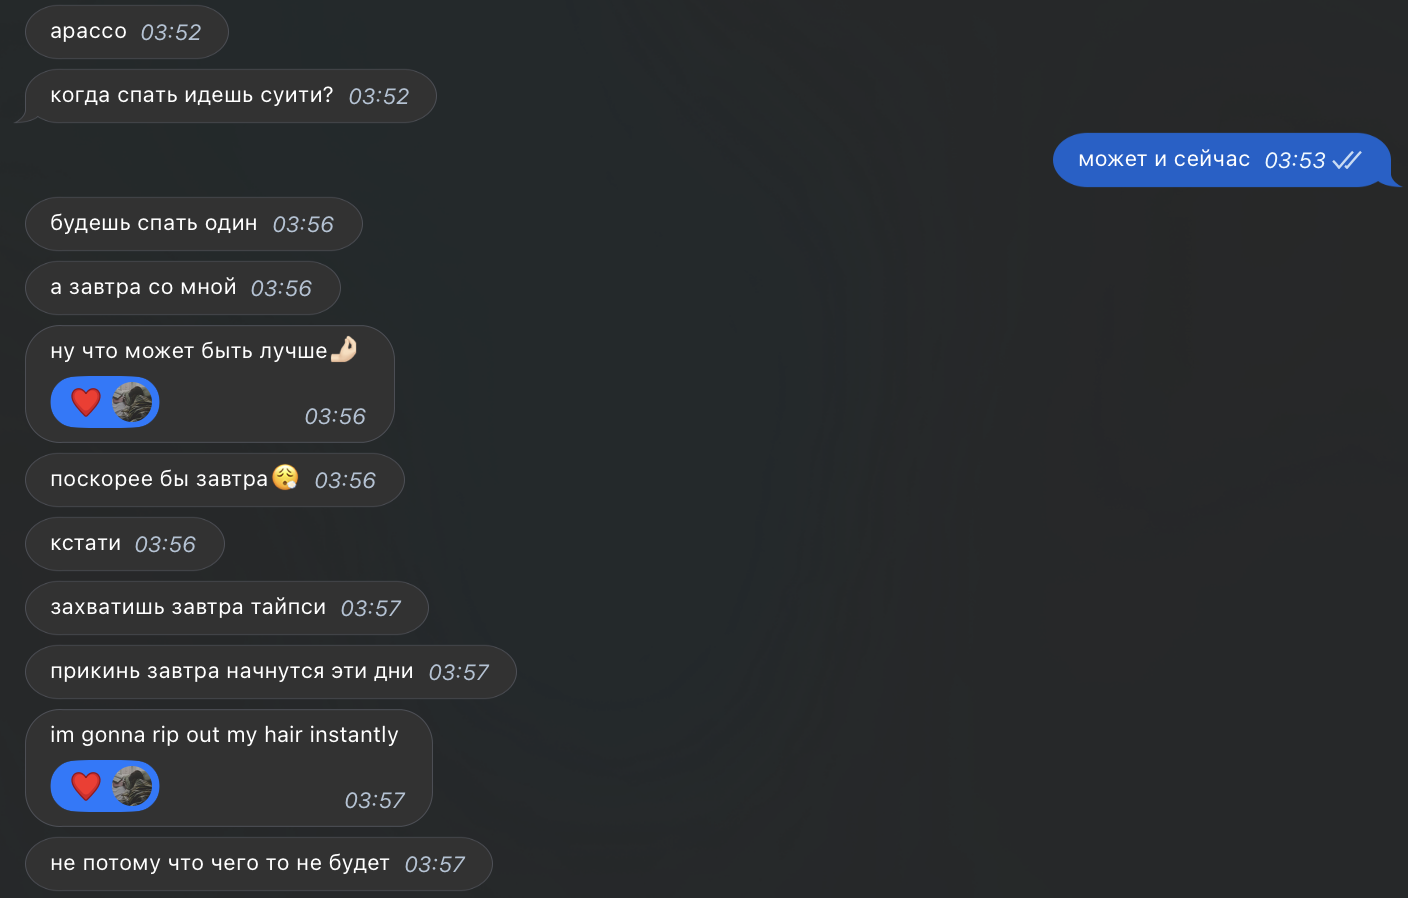 арассо 03:52
когда спать идешь суити? 03:52
может и сейчас 03:53
будешь спать один 03:56
а завтра со мной 03:56
ну что может быть лучше🤌🏻
03:56
поскорее бы завтра😮‍💨 03:56
кстати 03:56
захватишь завтра тайпси 03:57
прикинь завтра начнутся эти дни 03:57
im gonna rip out my hair instantly
03:57
не потому что чего то не будет 03:57